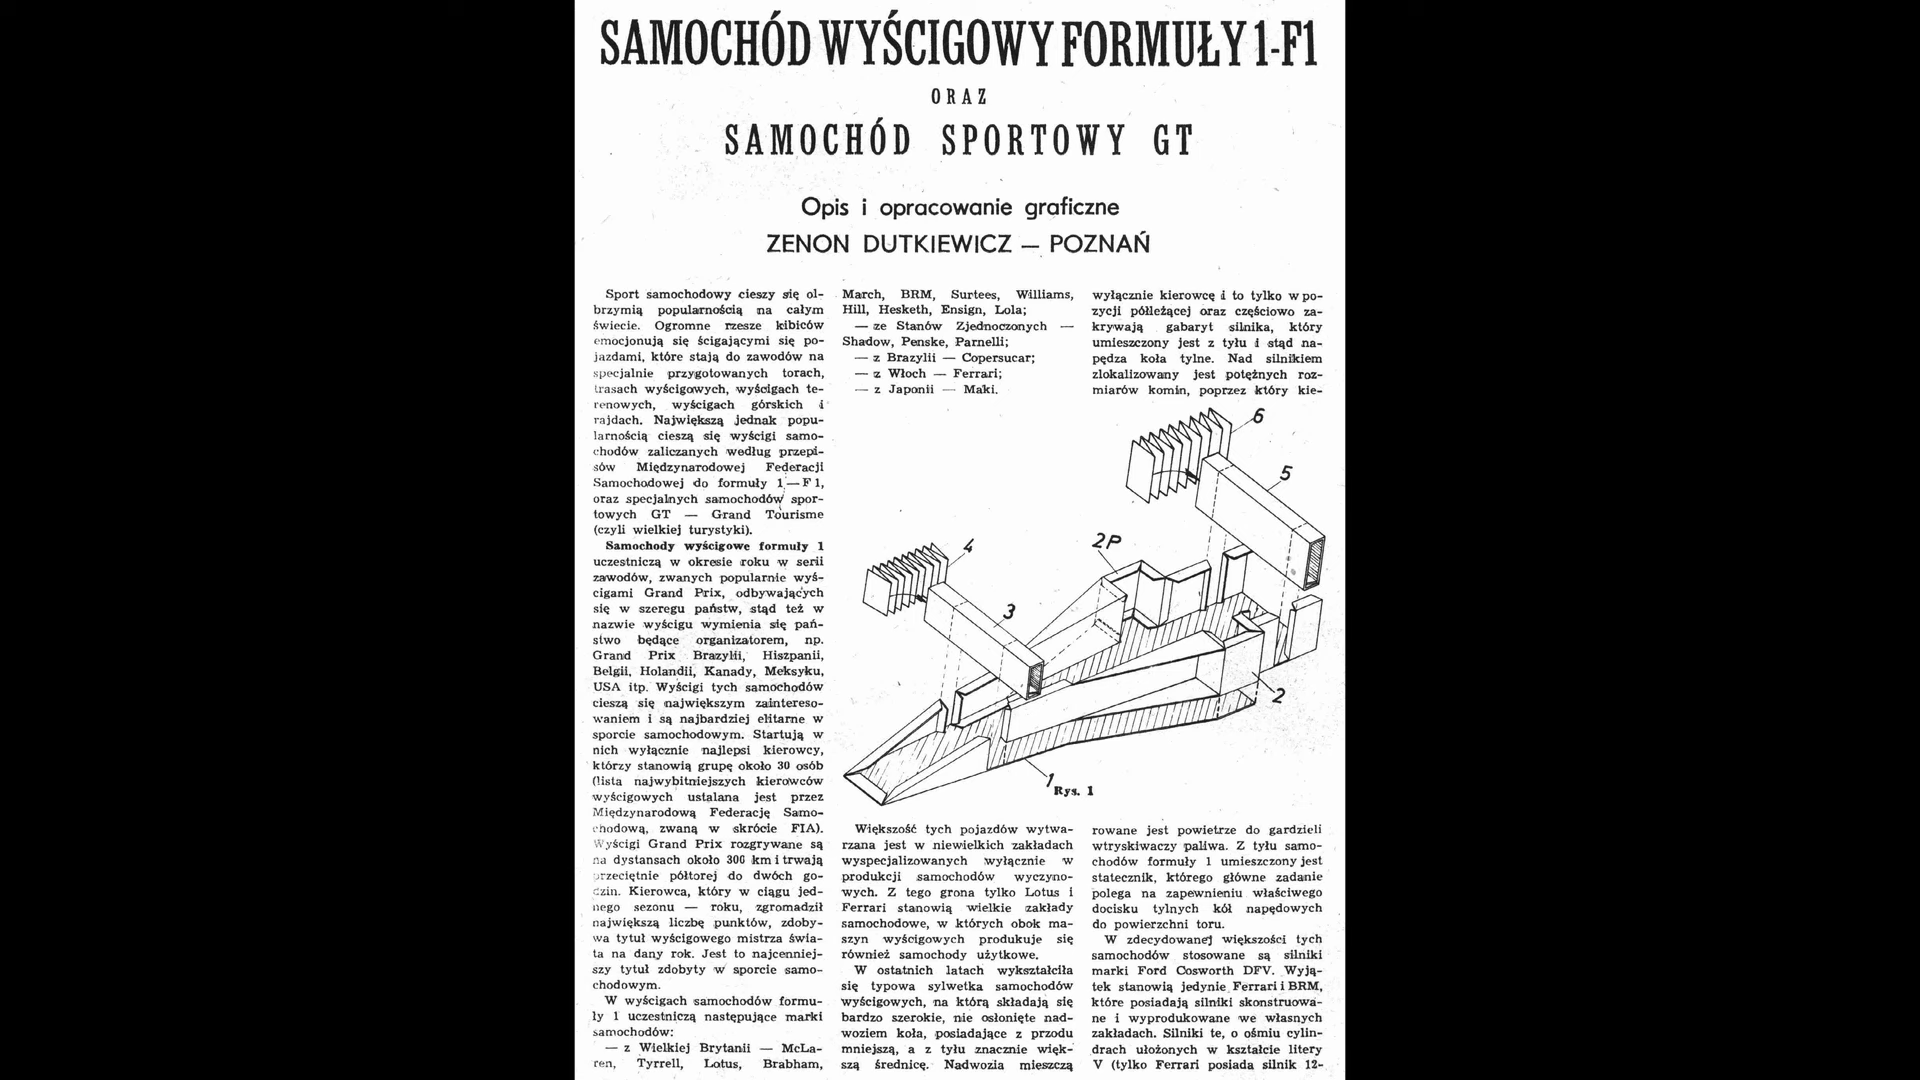 SAMOCHÓD WYŚCIGOWY FORMUŁY 1-F1
ORAZ
SAMOCHÓD SPORTOWY GT
Opis i opracowanie graficzne
ZENON DUTKIEWICZ — POZNAŃ
Sport samochodowy cieszy się ol-
brzymią popularnością na całym
świecie. Ogromne rzesze kibiców
emocjonują się ścigającymi się po-
jazdami, które stają do zawodów na
specjalnie przygotowanych torach,
trasach wyścigowych, wyścigach te-
renowych, wyścigach górskich i
rajdach. Największą jednak popu-
larnością cieszą się wyścigi samo-
chodów zaliczanych według przepi-
sów Międzynarodowej Federacji
Samochodowej do formuły 1 — F 1,
oraz specjalnych samochodów spor-
towych GT — Grand Tourisme
(czyli wielkiej turystyki).
Samochody wyścigowe formuły 1
uczestniczą w okresie roku w serii
zawodów, zwanych popularnie wyś-
cigami Grand Prix, odbywających
się w szeregu państw, stąd też w
nazwie wyścigu wymienia się pań-
stwo będące organizatorem, np.
Grand Prix Brazylii, Hiszpanii,
Belgii, Holandii, Kanady, Meksyku,
USA itp. Wyścigi tych samochodów
cieszą się największym zaintereso-
waniem i są najbardziej elitarne w
sporcie samochodowym. Startują w
nich wyłącznie najlepsi kierowcy,
którzy stanowią grupę około 30 osób
(lista najwybitniejszych kierowców
wyścigowych ustalana jest przez
Międzynarodową Federację Samo-
chodową, zwaną w skrócie FIA).
Wyścigi Grand Prix rozgrywane są
na dystansach około 300 km i trwają
przeciętnie półtorej do dwóch go-
dzin. Kierowca, który w ciągu jed-
nego sezonu — roku, zgromadził
największą liczbę punktów, zdoby-
wa tytuł wyścigowego mistrza świa-
ta na dany rok. Jest to najcenniej-
szy tytuł zdobyty w sporcie samo-
chodowym.
W wyścigach samochodów formu-
ły 1 uczestniczą następujące marki
samochodów:
— z Wielkiej Brytanii — McLa-
ren, Tyrrell, Lotus, Brabham,
March, BRM, Surtees, Williams,
Hill, Hesketh, Ensign, Lola;
— ze Stanów Zjednoczonych —
Shadow, Penske, Parnelli;
— z Brazylii — Copersucar;
— z Włoch — Ferrari;
— z Japonii — Maki.
6
5
2P
4
3
2
1
Rys. 1
Większość tych pojazdów wytwa-
rzana jest w niewielkich zakładach
wyspecjalizowanych wyłącznie w
produkcji samochodów wyczyno-
wych. Z tego grona tylko Lotus i
Ferrari stanowią wielkie zakłady
samochodowe, w których obok ma-
szyn wyścigowych produkuje się
również samochody użytkowe.
W ostatnich latach wykształciła
się typowa sylwetka samochodów
wyścigowych, na którą składają się
bardzo szerokie, nie osłonięte nad-
woziem koła, posiadające z przodu
mniejszą, a z tyłu znacznie więk-
szą średnicę. Nadwozia mieszczą
wyłącznie kierowcę i to tylko w po-
zycji półleżącej oraz częściowo za-
krywają gabaryt silnika, który
umieszczony jest z tyłu i stąd na-
pędza koła tylne. Nad silnikiem
zlokalizowany jest potężnych roz-
miarów komin, poprzez który kie-
rowane jest powietrze do gardzieli
wtryskiwaczy paliwa. Z tyłu samo-
chodów formuły 1 umieszczony jest
statecznik, którego główne zadanie
polega na zapewnieniu właściwego
docisku tylnych kół napędowych
do powierzchni toru.
W zdecydowanej większości tych
samochodów stosowane są silniki
marki Ford Cosworth DFV. Wyją-
tek stanowią jedynie Ferrari i BRM,
które posiadają silniki skonstruowa-
ne i wyprodukowane we własnych
zakładach. Silniki te, o ośmiu cylin-
drach ułożonych w kształcie litery
V (tylko Ferrari posiada silnik 12-